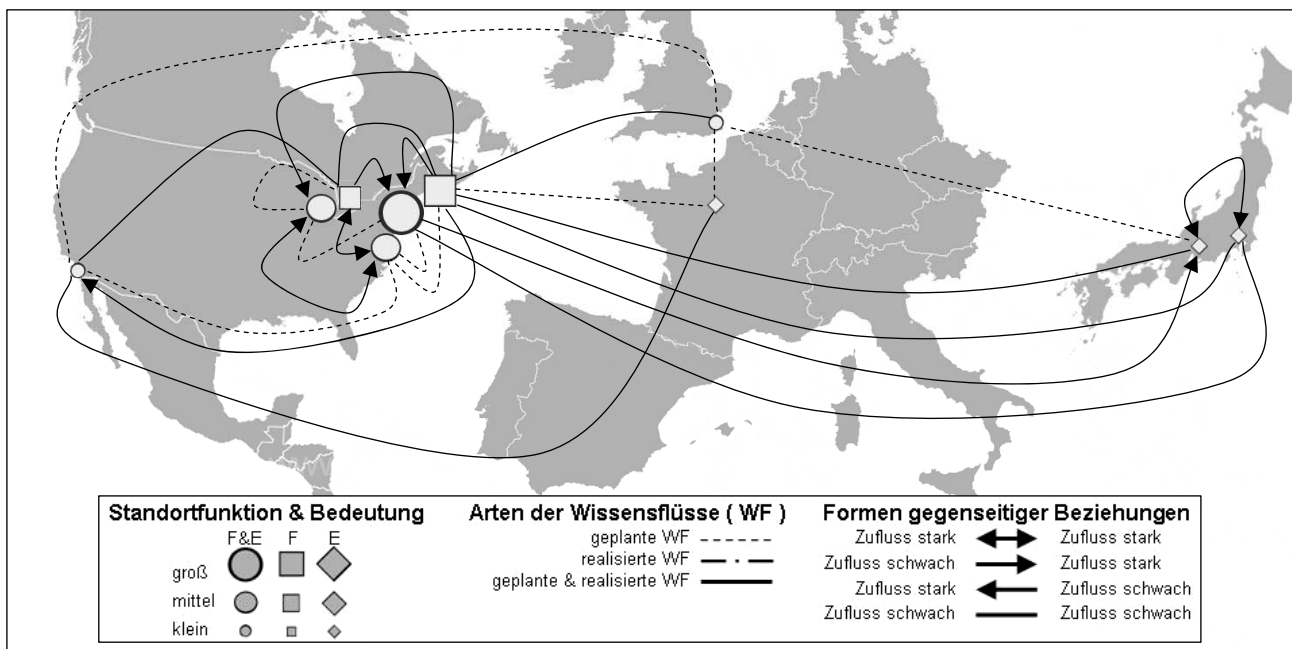 Standortfunktion & Bedeutung
F&E F E
groß
mittel
klein
Arten der Wissensflüsse ( WF )
geplante WF
realisierte WF
geplante & realisierte WF
Formen gegenseitiger Beziehungen
Zufluss stark Zufluss stark
Zufluss schwach Zufluss stark
Zufluss stark Zufluss schwach
Zufluss schwach Zufluss schwach